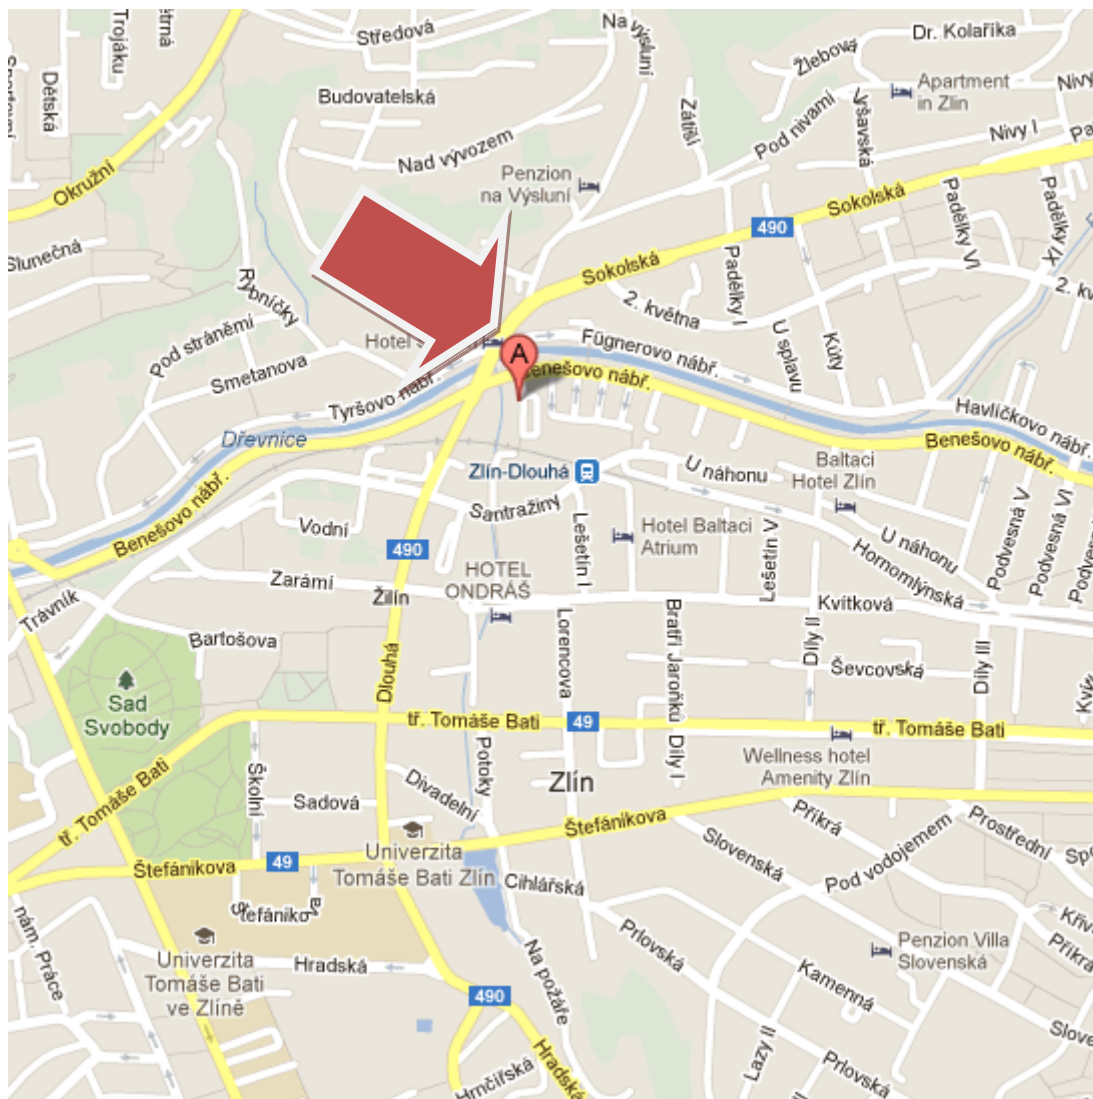 Trojáku
Větrná
Středová
Na výsluní
Dr. Kolaříka
Žlebová
Apartment
in Zlin
Nivy
Dětská
Budovatelská
Zátiší
Výšavská
Nivy I
Pod nivami
Nad vývozem
Okružní
Penzion
na Výsluní
Sokolská
490
Padělky VI
Padělky XI
Slunečná
Sokolská
Padělky I
2. května
Rybníčky
Hotel
A
Fügnerovo nábř.
U splavu
Kúty
Pod stráněmi
Smetanova
Benešovo nábř.
Tyršovo nábř.
Havlíčkovo nábř.
Dřevnice
Benešovo nábř.
Zlín-Dlouhá
U náhonu
Baltaci
Hotel Zlín
Benešovo nábř.
Santražiny
Vodní
Lešetín I
Hotel Baltaci
Atrium
Lešetín V
U náhonu
Podvesná V
Podvesná VI
490
Hornomlýnská
Zarámí
HOTEL
ONDRÁŠ
Žilín
Kvítková
Trávník
Bartošova
Lorencova
Bratří Jaroňků
Díly II
Ševcovská
Díly III
Dlouhá
Sad
Svobody
tř. Tomáše Bati
49
tř. Tomáše Bati
Potoky
Díly I
Wellness hotel
Amenity Zlín
Školní
Zlín
tř. Tomáše Bati
Sadová
Divadelní
Štefánikova
Příkrá
Prostřední
Slovenská
Pod vodojemem
Štefánikova
49
Univerzita
Tomáše Bati Zlín
Cihlářská
Štefánikova
nám. Práce
Univerzita
Tomáše Bati
ve Zlíně
Hradská
Na požáře
Prlovská
Penzion Villa
Slovenská
Příkrá
Kamenná
490
Hradská
Lazy II
Prlovská
Hrnčířská